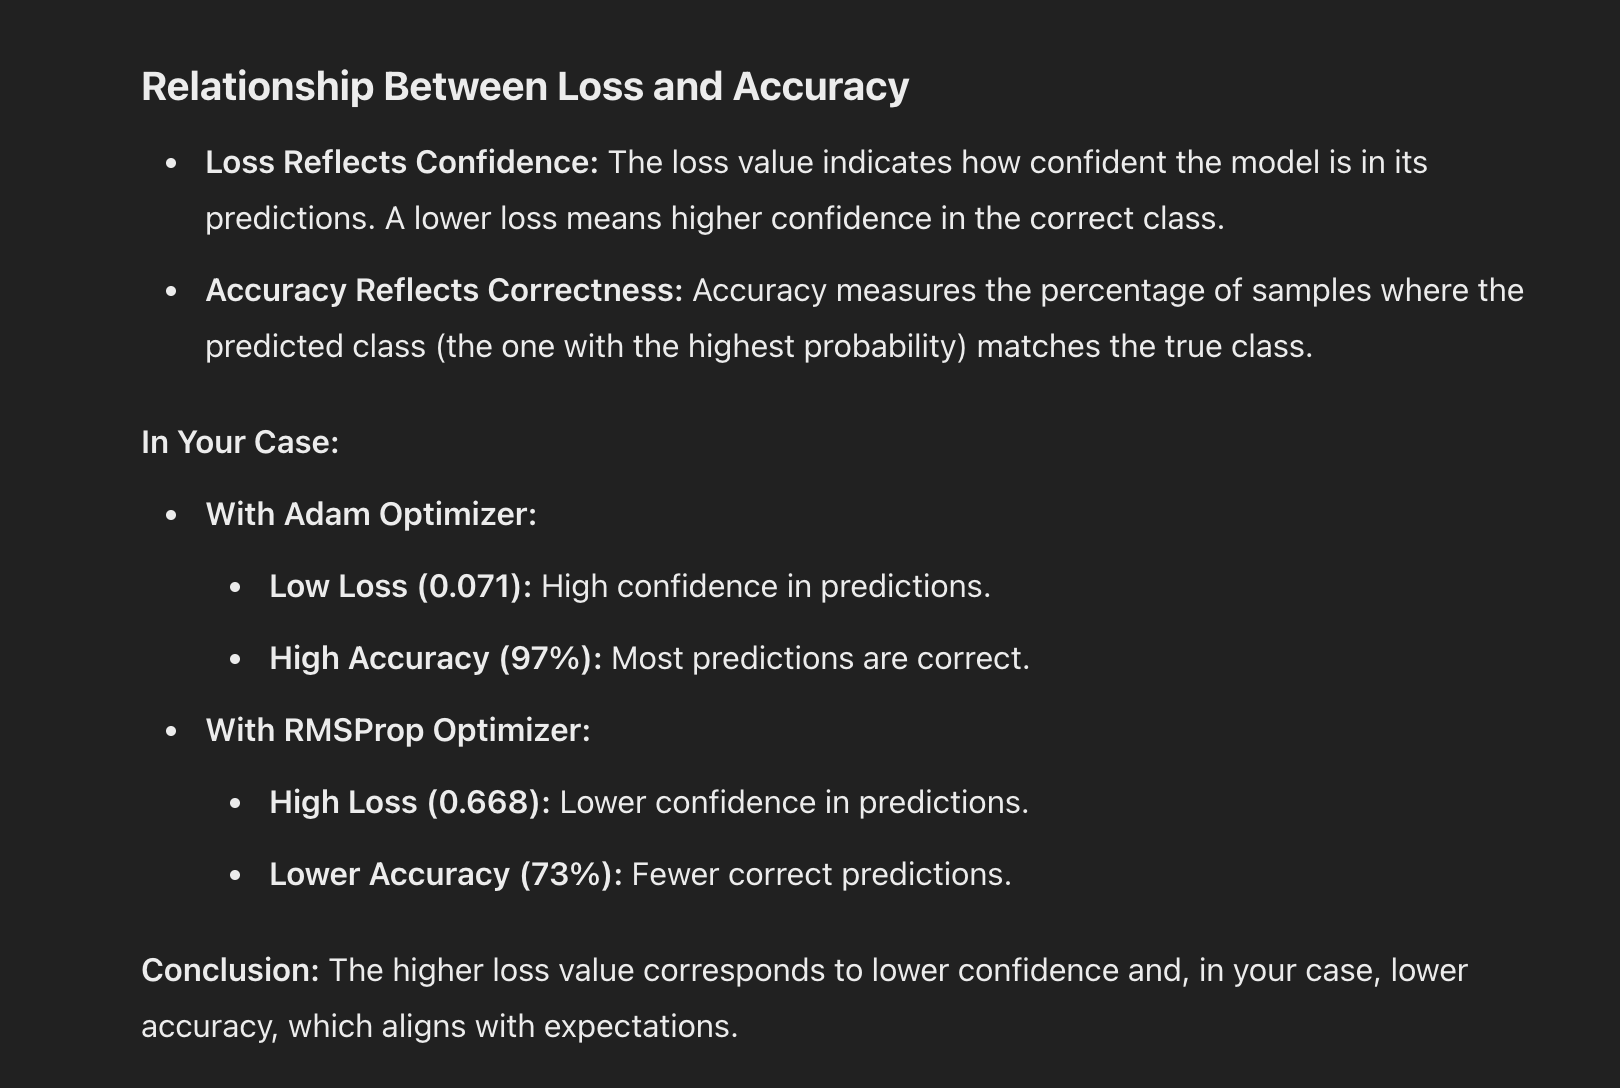 Relationship Between Loss and Accuracy
• Loss Reflects Confidence: The loss value indicates how confident the model is in its
predictions. A lower loss means higher confidence in the correct class.
• Accuracy Reflects Correctness: Accuracy measures the percentage of samples where the
predicted class (the one with the highest probability) matches the true class.
In Your Case:
• With Adam Optimizer:
• Low Loss (0.071): High confidence in predictions.
• High Accuracy (97%): Most predictions are correct.
• With RMSProp Optimizer:
• High Loss (0.668): Lower confidence in predictions.
• Lower Accuracy (73%): Fewer correct predictions.
Conclusion: The higher loss value corresponds to lower confidence and, in your case, lower
accuracy, which aligns with expectations.